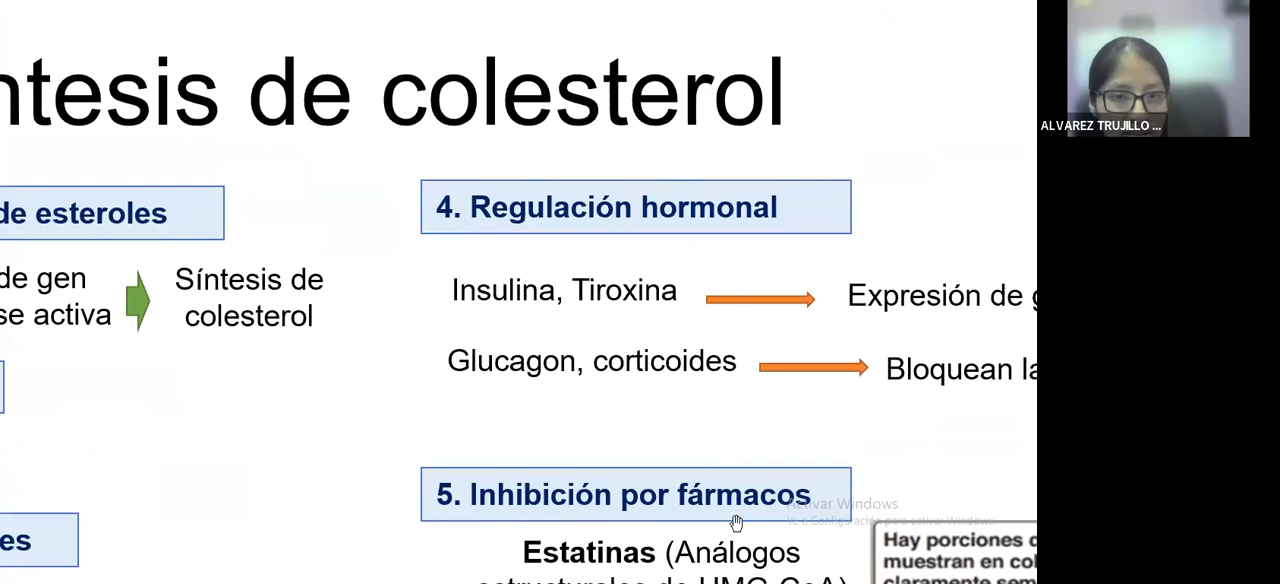 ntesis de colesterol
ALVAREZ TRUJILLO ...
de esteroles
de gen
se activa
Síntesis de
colesterol
es
4. Regulación hormonal
Insulina, Tiroxina
Expresión de g
Glucagon, corticoides
Bloquean la
5. Inhibición por fármacos
Activar Windows
Ve a Configuración para activar Windows.
Estatinas (Análogos
estructurales de HMG-CoA)
Hay porciones d
muestran en col
claramente sem